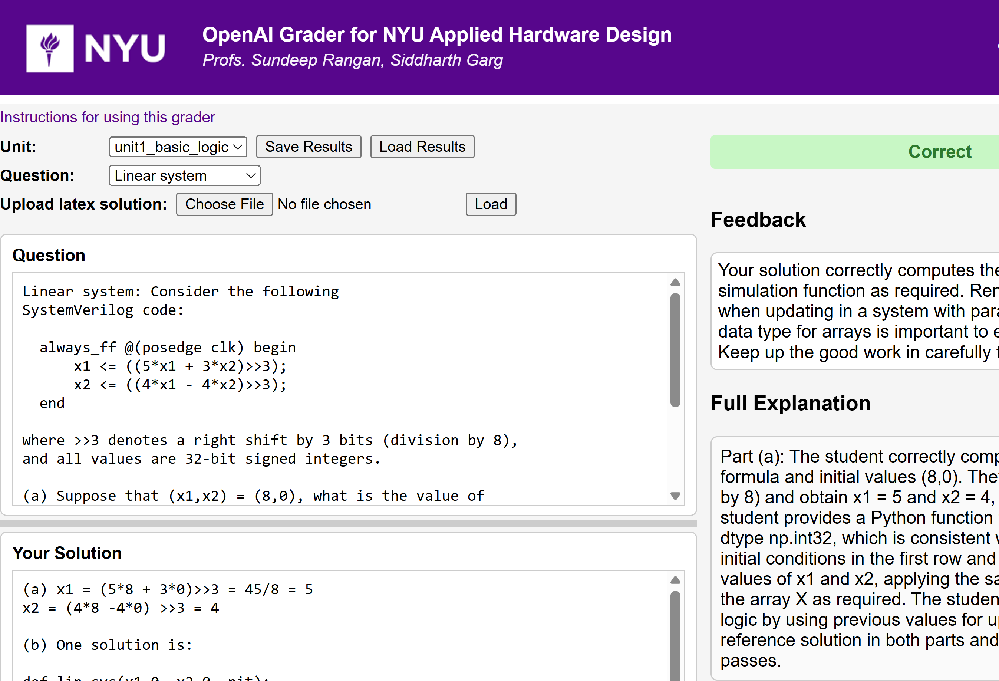 NYU
OpenAI Grader for NYU Applied Hardware Design
Profs. Sundeep Rangan, Siddharth Garg
Instructions for using this grader
Unit: unit1_basic_logic Save Results Load Results
Question: Linear system
Upload latex solution: Choose File No file chosen Load
Question
Linear system: Consider the following
SystemVerilog code:
always_ff @(posedge clk) begin
x1 <= ((5*x1 + 3*x2)>>3);
x2 <= ((4*x1 - 4*x2)>>3);
end
where >>3 denotes a right shift by 3 bits (division by 8),
and all values are 32-bit signed integers.
(a) Suppose that (x1,x2) = (8,0), what is the value of
Your Solution
(a) x1 = (5*8 + 3*0)>>3 = 45/8 = 5
x2 = (4*8 -4*0) >>3 = 4
(b) One solution is:
def lin_sys(x1_0, x2_0, nit):
Correct
Feedback
Your solution correctly computes the
simulation function as required.
when updating in a system with
data type for arrays is important to
Keep up the good work in carefully
Full Explanation
Part (a): The student correctly
formula and initial values (8,0).
by 8) and obtain x1 = 5 and x2 = 4,
student provides a Python function
dtype np.int32, which is consistent
initial conditions in the first row and
values of x1 and x2, applying the
the array X as required. The
logic by using previous values for
reference solution in both parts and
passes.